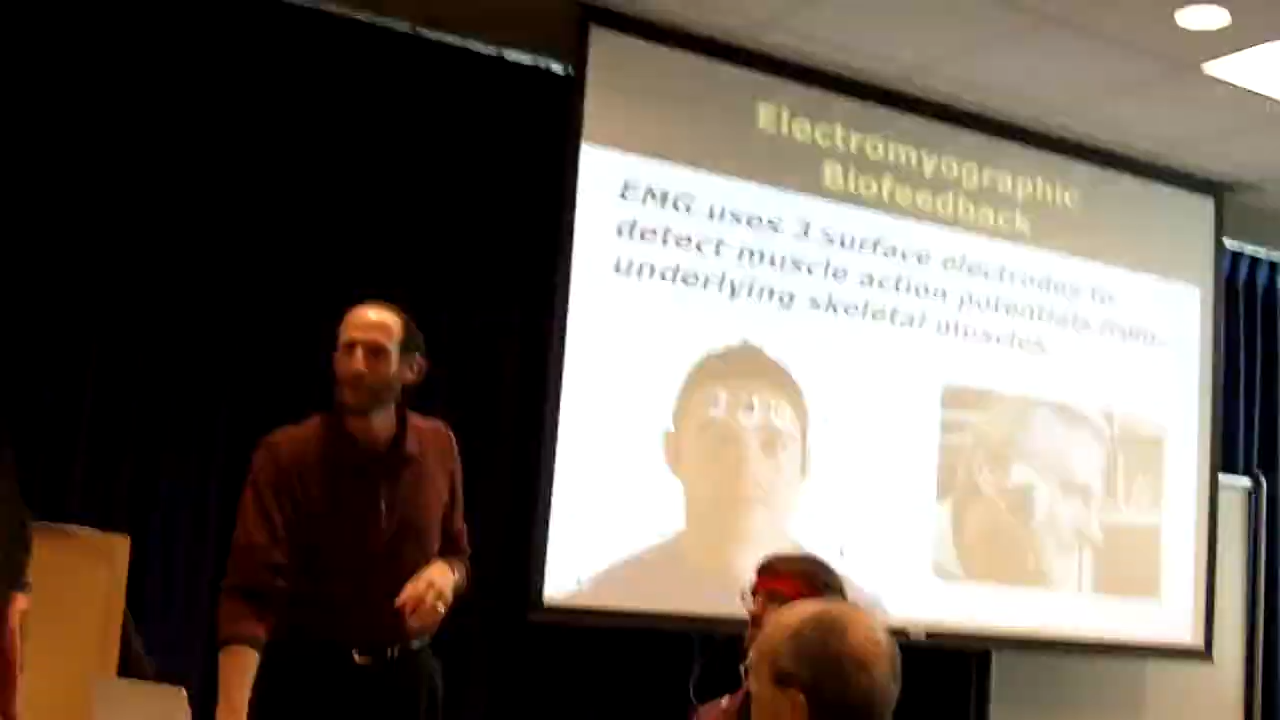 Electromyographic
Biofeedback
EMG uses 3 surface electrodes to
detect muscle action potentials from
underlying skeletal muscles